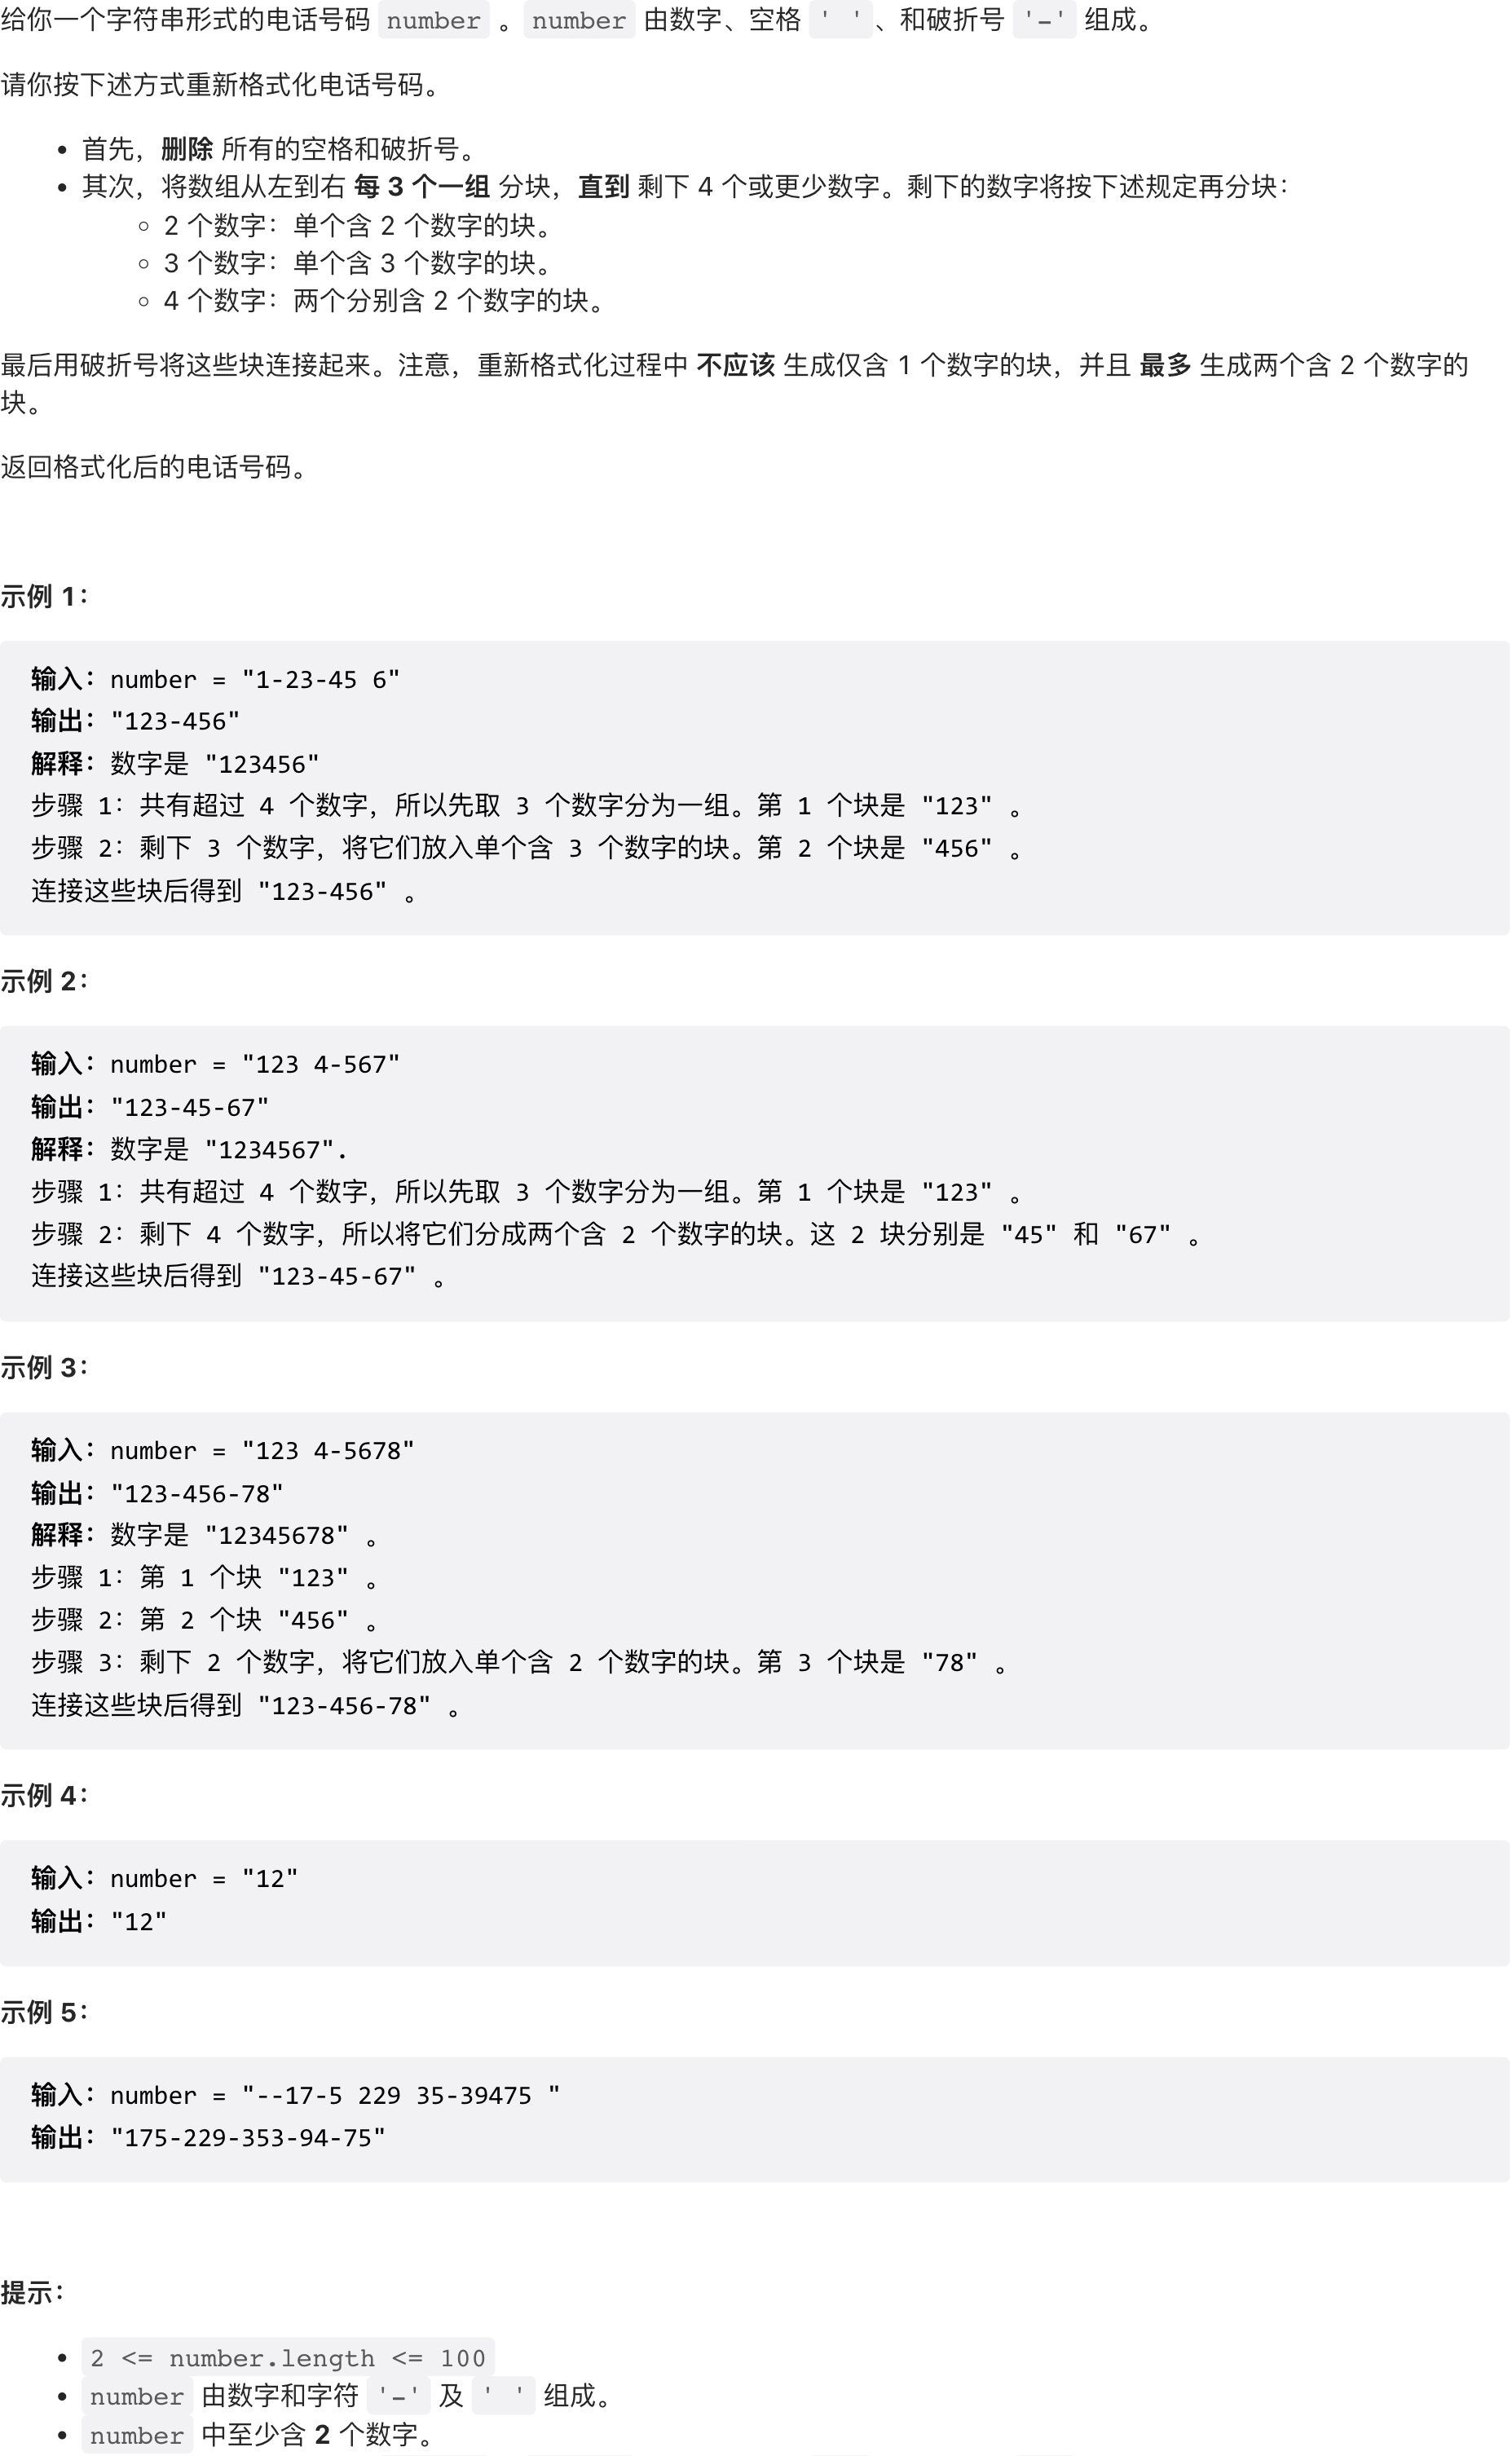 给你一个字符串形式的电话号码 number 。number 由数字、空格 ' '、和破折号 '-' 组成。
请你按下述方式重新格式化电话号码。
• 首先，删除 所有的空格和破折号。
• 其次，将数组从左到右 每 3 个一组 分块，直到 剩下 4 个或更少数字。剩下的数字将按下述规定再分块：
◦ 2 个数字：单个含 2 个数字的块。
◦ 3 个数字：单个含 3 个数字的块。
◦ 4 个数字：两个分别含 2 个数字的块。
最后用破折号将这些块连接起来。注意，重新格式化过程中 不应该 生成仅含 1 个数字的块，并且 最多 生成两个含 2 个数字的
块。
返回格式化后的电话号码。
示例 1：
输入：number = "1-23-45 6"
输出："123-456"
解释：数字是 "123456"
步骤 1：共有超过 4 个数字，所以先取 3 个数字分为一组。第 1 个块是 "123" 。
步骤 2：剩下 3 个数字，将它们放入单个含 3 个数字的块。第 2 个块是 "456" 。
连接这些块后得到 "123-456" 。
示例 2：
输入：number = "123 4-567"
输出："123-45-67"
解释：数字是 "1234567".
步骤 1：共有超过 4 个数字，所以先取 3 个数字分为一组。第 1 个块是 "123" 。
步骤 2：剩下 4 个数字，所以将它们分成两个含 2 个数字的块。这 2 块分别是 "45" 和 "67" 。
连接这些块后得到 "123-45-67" 。
示例 3：
输入：number = "123 4-5678"
输出："123-456-78"
解释：数字是 "12345678" 。
步骤 1：第 1 个块 "123" 。
步骤 2：第 2 个块 "456" 。
步骤 3：剩下 2 个数字，将它们放入单个含 2 个数字的块。第 3 个块是 "78" 。
连接这些块后得到 "123-456-78" 。
示例 4：
输入：number = "12"
输出："12"
示例 5：
输入：number = "--17-5 229 35-39475 "
输出："175-229-353-94-75"
提示：
• 2 <= number.length <= 100
• number 由数字和字符 '-' 及 ' ' 组成。
• number 中至少含 2 个数字。